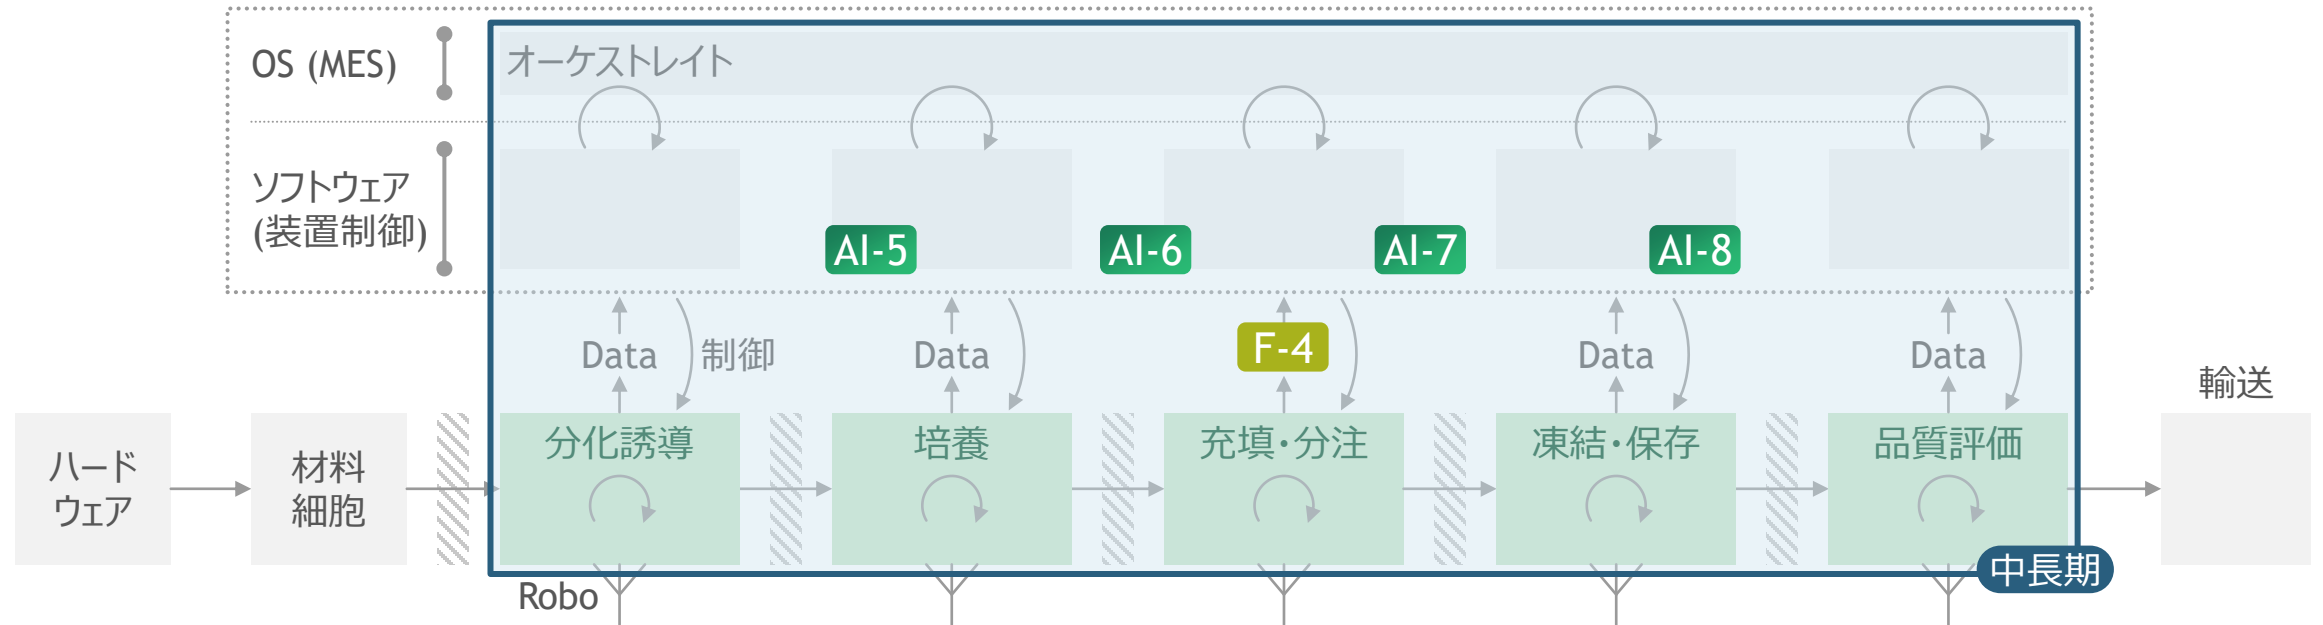 OS (MES)
オーケストレイト
ソフトウェア
(装置制御)
AI-5
AI-6
AI-7
AI-8
Data
制御
Data
F-4
Data
Data
輸送
ハード
ウェア
材料
細胞
分化誘導
培養
充填・分注
凍結・保存
品質評価
中長期
Robo